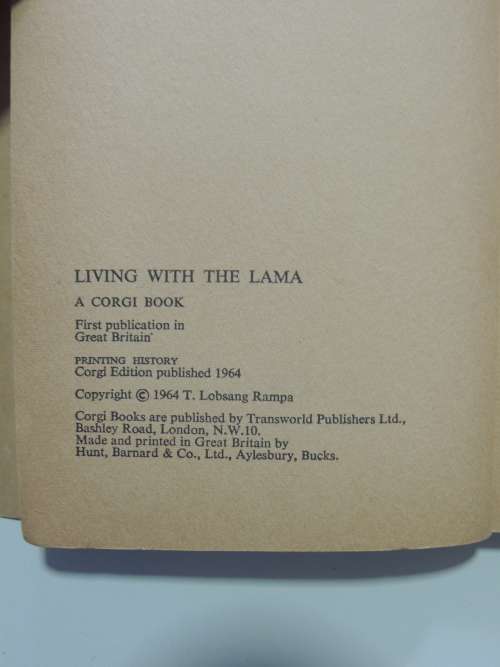 LIVING WITH THE LAMA
A CORGI BOOK
First publication in
Great Britain
PRINTING HISTORY
Corgi Edition published 1964
Copyright © 1964 T. Lobsang Rampa
Corgi Books are published by Transworld Publishers Ltd.,
Bashley Road, London, N.W.10.
Made and printed in Great Britain by
Hunt, Barnard & Co., Ltd., Aylesbury, Bucks.